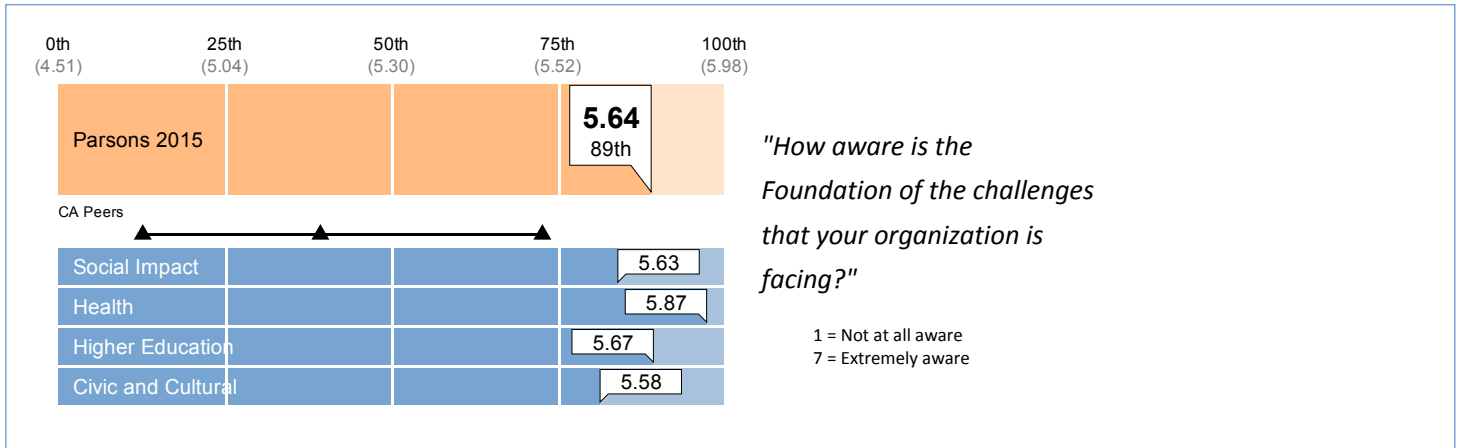 0th 25th 50th 75th 100th
(4.51) (5.04) (5.30) (5.52) (5.98)
Parsons 2015
5.64
89th
CA Peers
Social Impact 5.63
Health 5.87
Higher Education 5.67
Civic and Cultural 5.58
"How aware is the
Foundation of the challenges
that your organization is
facing?"
1 = Not at all aware
7 = Extremely aware